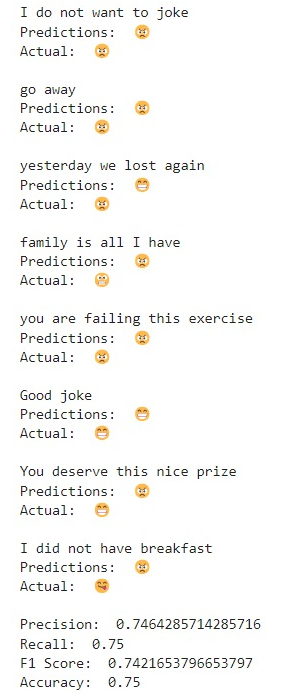 I do not want to joke
Predictions: 😡
Actual: 😡
go away
Predictions: 😡
Actual: 😡
yesterday we lost again
Predictions: 😁
Actual: 😡
family is all I have
Predictions: 😡
Actual:
you are failing this exercise
Predictions: 😡
Actual: 😡
Good joke
Predictions: 😁
Actual: 😁
You deserve this nice prize
Predictions: 😡
Actual: 😁
I did not have breakfast
Predictions: 😡
Actual: 😋
Precision: 0.7464285714285716
Recall: 0.75
F1 Score: 0.7421653796653797
Accuracy: 0.75